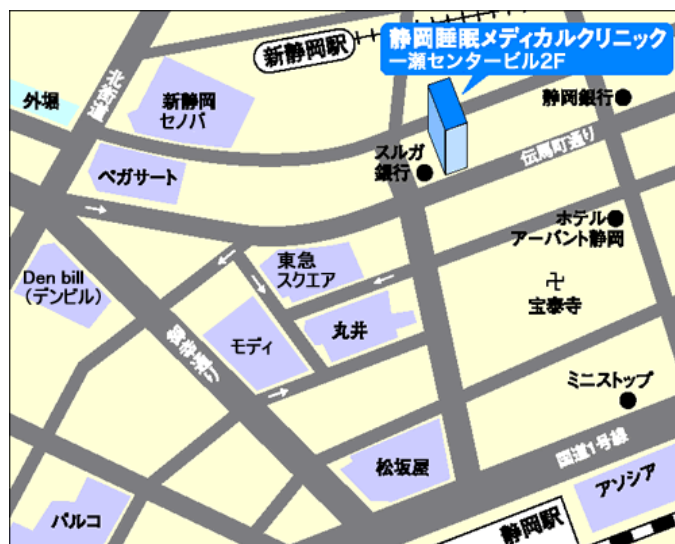 新静岡駅
静岡睡眠メディカルクリニック
一瀬センタービル2F
北街道
外堀
新静岡
セノバ
静岡銀行
伝馬町通り
ペガサート
スルガ
銀行
ホテル
アーバント静岡
東急
スクエア
Den bill
(デンビル)
宝泰寺
丸井
モディ
御幸通り
ミニストップ
国道1号線
松坂屋
アソシア
パルコ
静岡駅